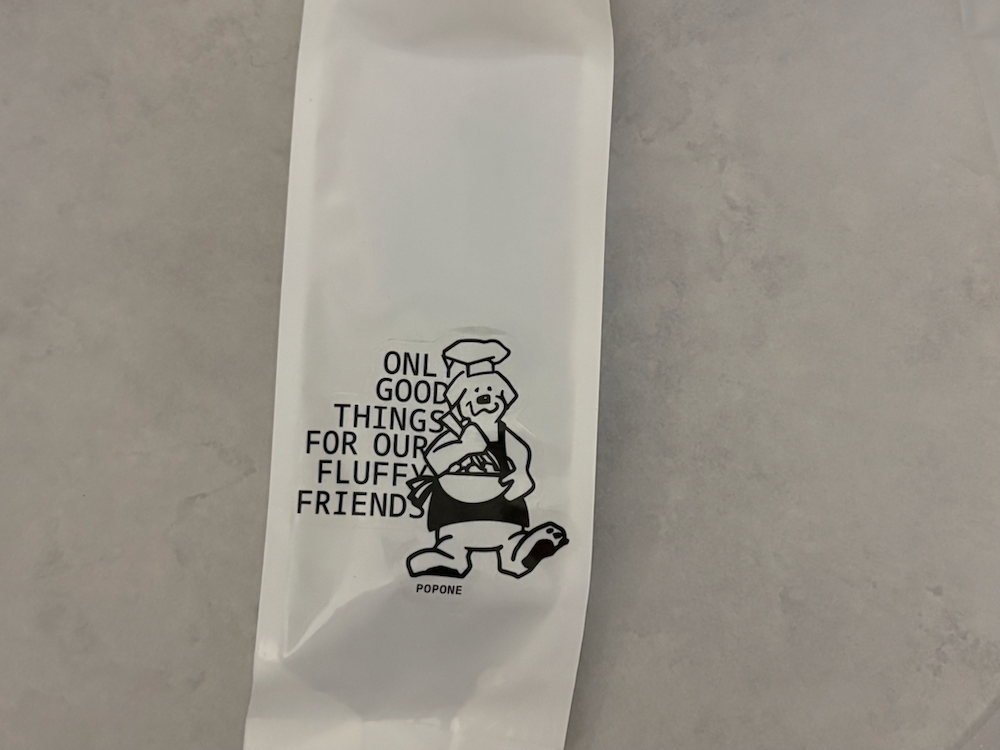 ONLY
GOOD
THINGS
FOR OUR
FLUFFY
FRIENDS
POPONE